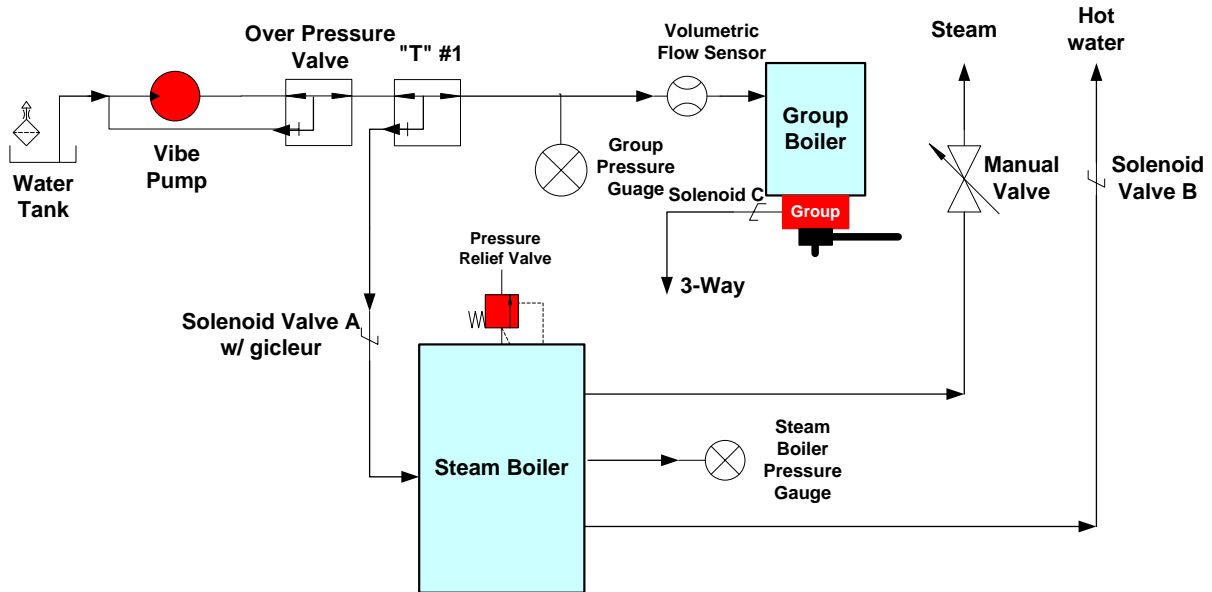 Over Pressure
Valve
"T" #1
Volumetric
Flow Sensor
Steam
Hot
water
Group
Boiler
Vibe
Pump
Water
Tank
Group
Pressure
Guage
Manual
Valve
Solenoid
Valve B
Solenoid C
Group
3-Way
Pressure
Relief Valve
Solenoid Valve A
w/ gicleur
Steam Boiler
Steam
Boiler
Pressure
Gauge